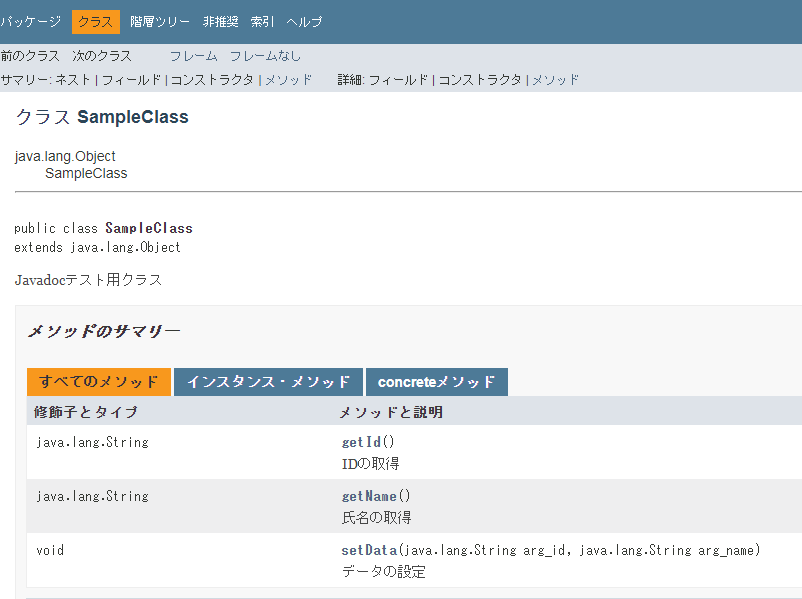 パッケージ クラス 階層ツリー 非推奨 索引 ヘルプ
前のクラス 次のクラス フレーム フレームなし
サマリー: ネスト | フィールド | コンストラクタ | メソッド 詳細: フィールド | コンストラクタ | メソッド
クラス SampleClass
java.lang.Object
SampleClass
public class SampleClass
extends java.lang.Object
Javadocテスト用クラス
メソッドのサマリー
すべてのメソッド インスタンス・メソッド concreteメソッド
修飾子とタイプ メソッドと説明
java.lang.String getId()
IDの取得
java.lang.String getName()
氏名の取得
void setData(java.lang.String arg_id, java.lang.String arg_name)
データの設定